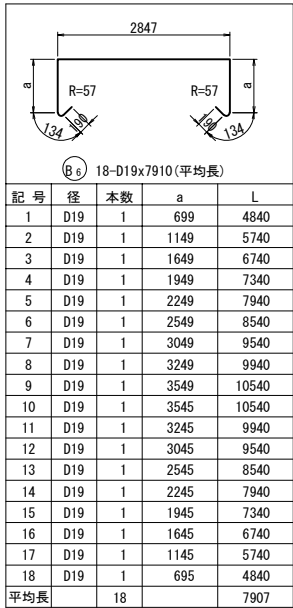 2847
a
R=57
R=57
a
134
190
190
134
B6 18-D19x7910(平均長)
記 号 径 本数 a L
1 D19 1 699 4840
2 D19 1 1149 5740
3 D19 1 1649 6740
4 D19 1 1949 7340
5 D19 1 2249 7940
6 D19 1 2549 8540
7 D19 1 3049 9540
8 D19 1 3249 9940
9 D19 1 3549 10540
10 D19 1 3545 10540
11 D19 1 3245 9940
12 D19 1 3045 9540
13 D19 1 2545 8540
14 D19 1 2245 7940
15 D19 1 1945 7340
16 D19 1 1645 6740
17 D19 1 1145 5740
18 D19 1 695 4840
平均長 18 7907